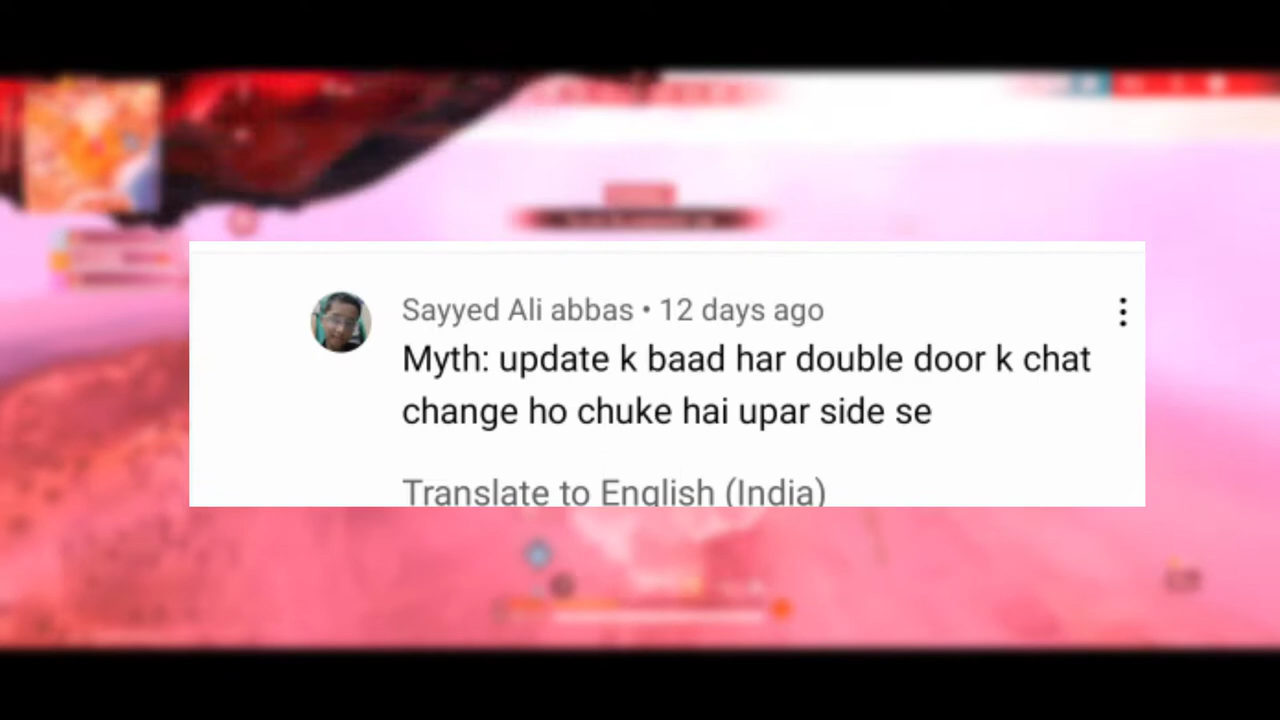 Sayyed Ali abbas • 12 days ago
Myth: update k baad har double door k chat
change ho chuke hai upar side se
Translate to English (India)